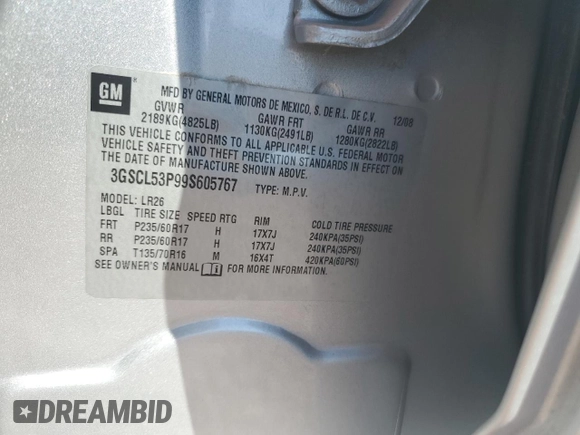 GM
MFD BY GENERAL MOTORS DE MEXICO, S. DE R.L. DE C.V. 12/08
GVWR GAWR FRT GAWR RR
2189KG(4825LB) 1130KG(2491LB) 1280KG(2822LB)
THIS VEHICLE CONFORMS TO ALL APPLICABLE U.S. FEDERAL MOTOR
VEHICLE SAFETY AND THEFT PREVENTION STANDARDS IN EFFECT ON
THE DATE OF MANUFACTURE SHOWN ABOVE.
3GSCL53P99S605767 TYPE: M.P.V.
MODEL: LR26
LBGL TIRE SIZE SPEED RTG RIM COLD TIRE PRESSURE
FRT P235/60R17 H 17X7J 240KPA(35PSI)
RR P235/60R17 H 17X7J 240KPA(35PSI)
SPA T135/70R16 M 16X4T 420KPA(60PSI)
SEE OWNER'S MANUAL FOR MORE INFORMATION.
DREAMBID